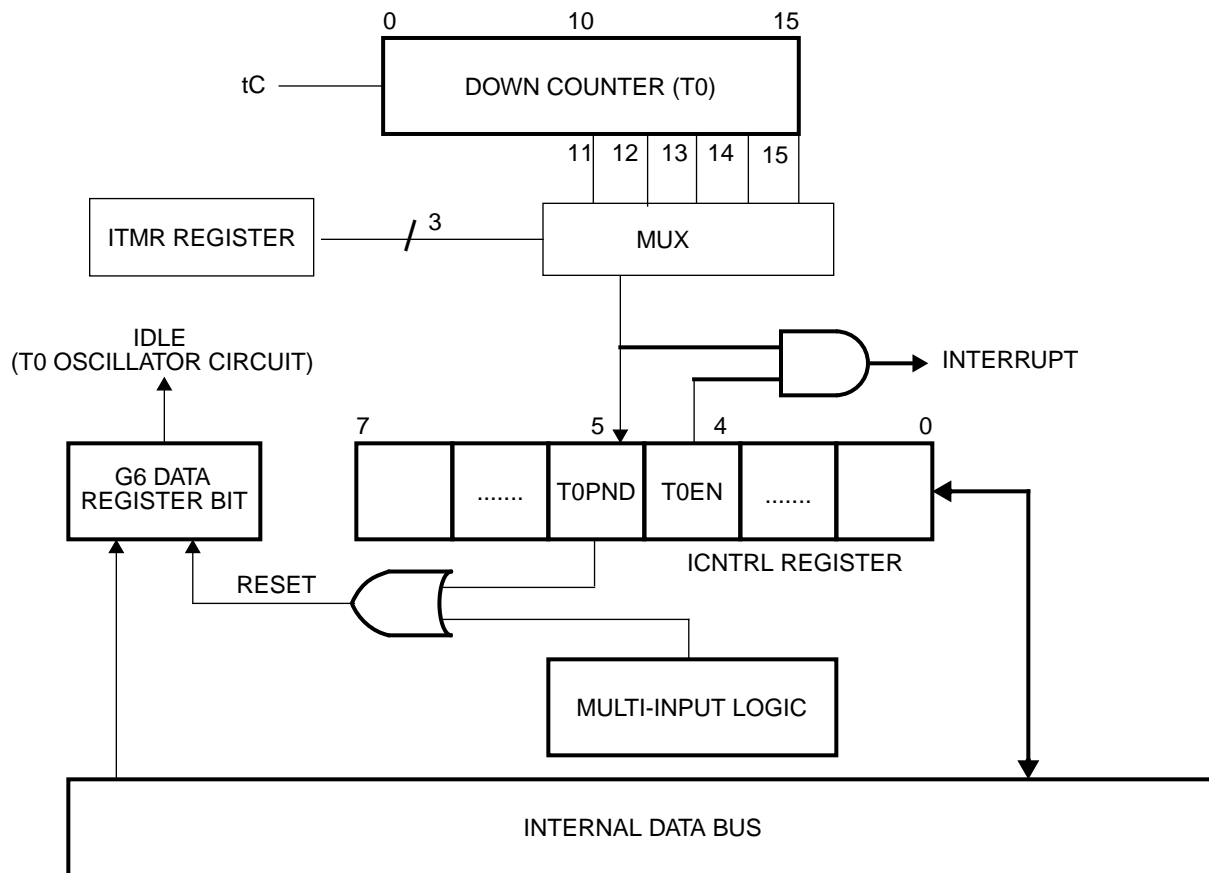 0 10 15
tC
DOWN COUNTER (T0)
11 12 13 14 15
ITMR REGISTER
3
MUX
IDLE
(T0 OSCILLATOR CIRCUIT)
INTERRUPT
7 5 4 0
G6 DATA
REGISTER BIT
....... T0PND T0EN .......
ICNTRL REGISTER
RESET
MULTI-INPUT LOGIC
INTERNAL DATA BUS